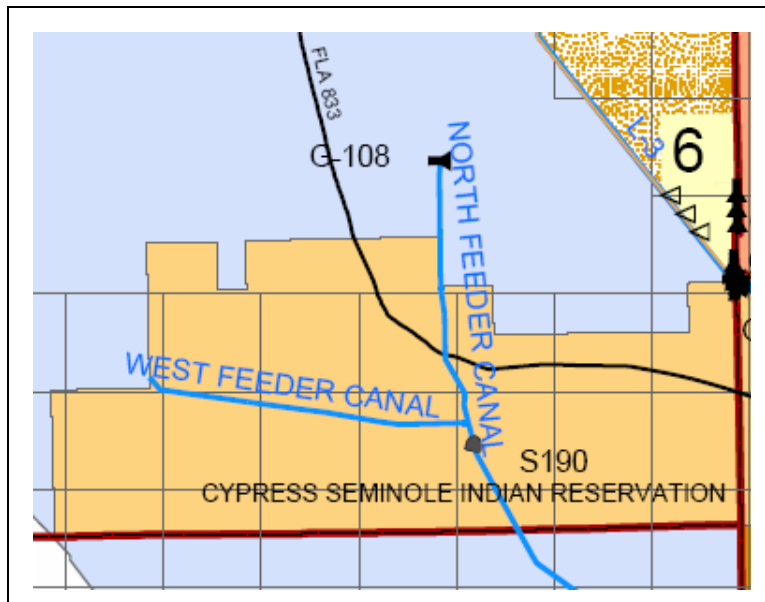 FLA 833
G-108
L-3
6
NORTH FEEDER CANAL
WEST FEEDER CANAL
S190
CYPRESS SEMINOLE INDIAN RESERVATION